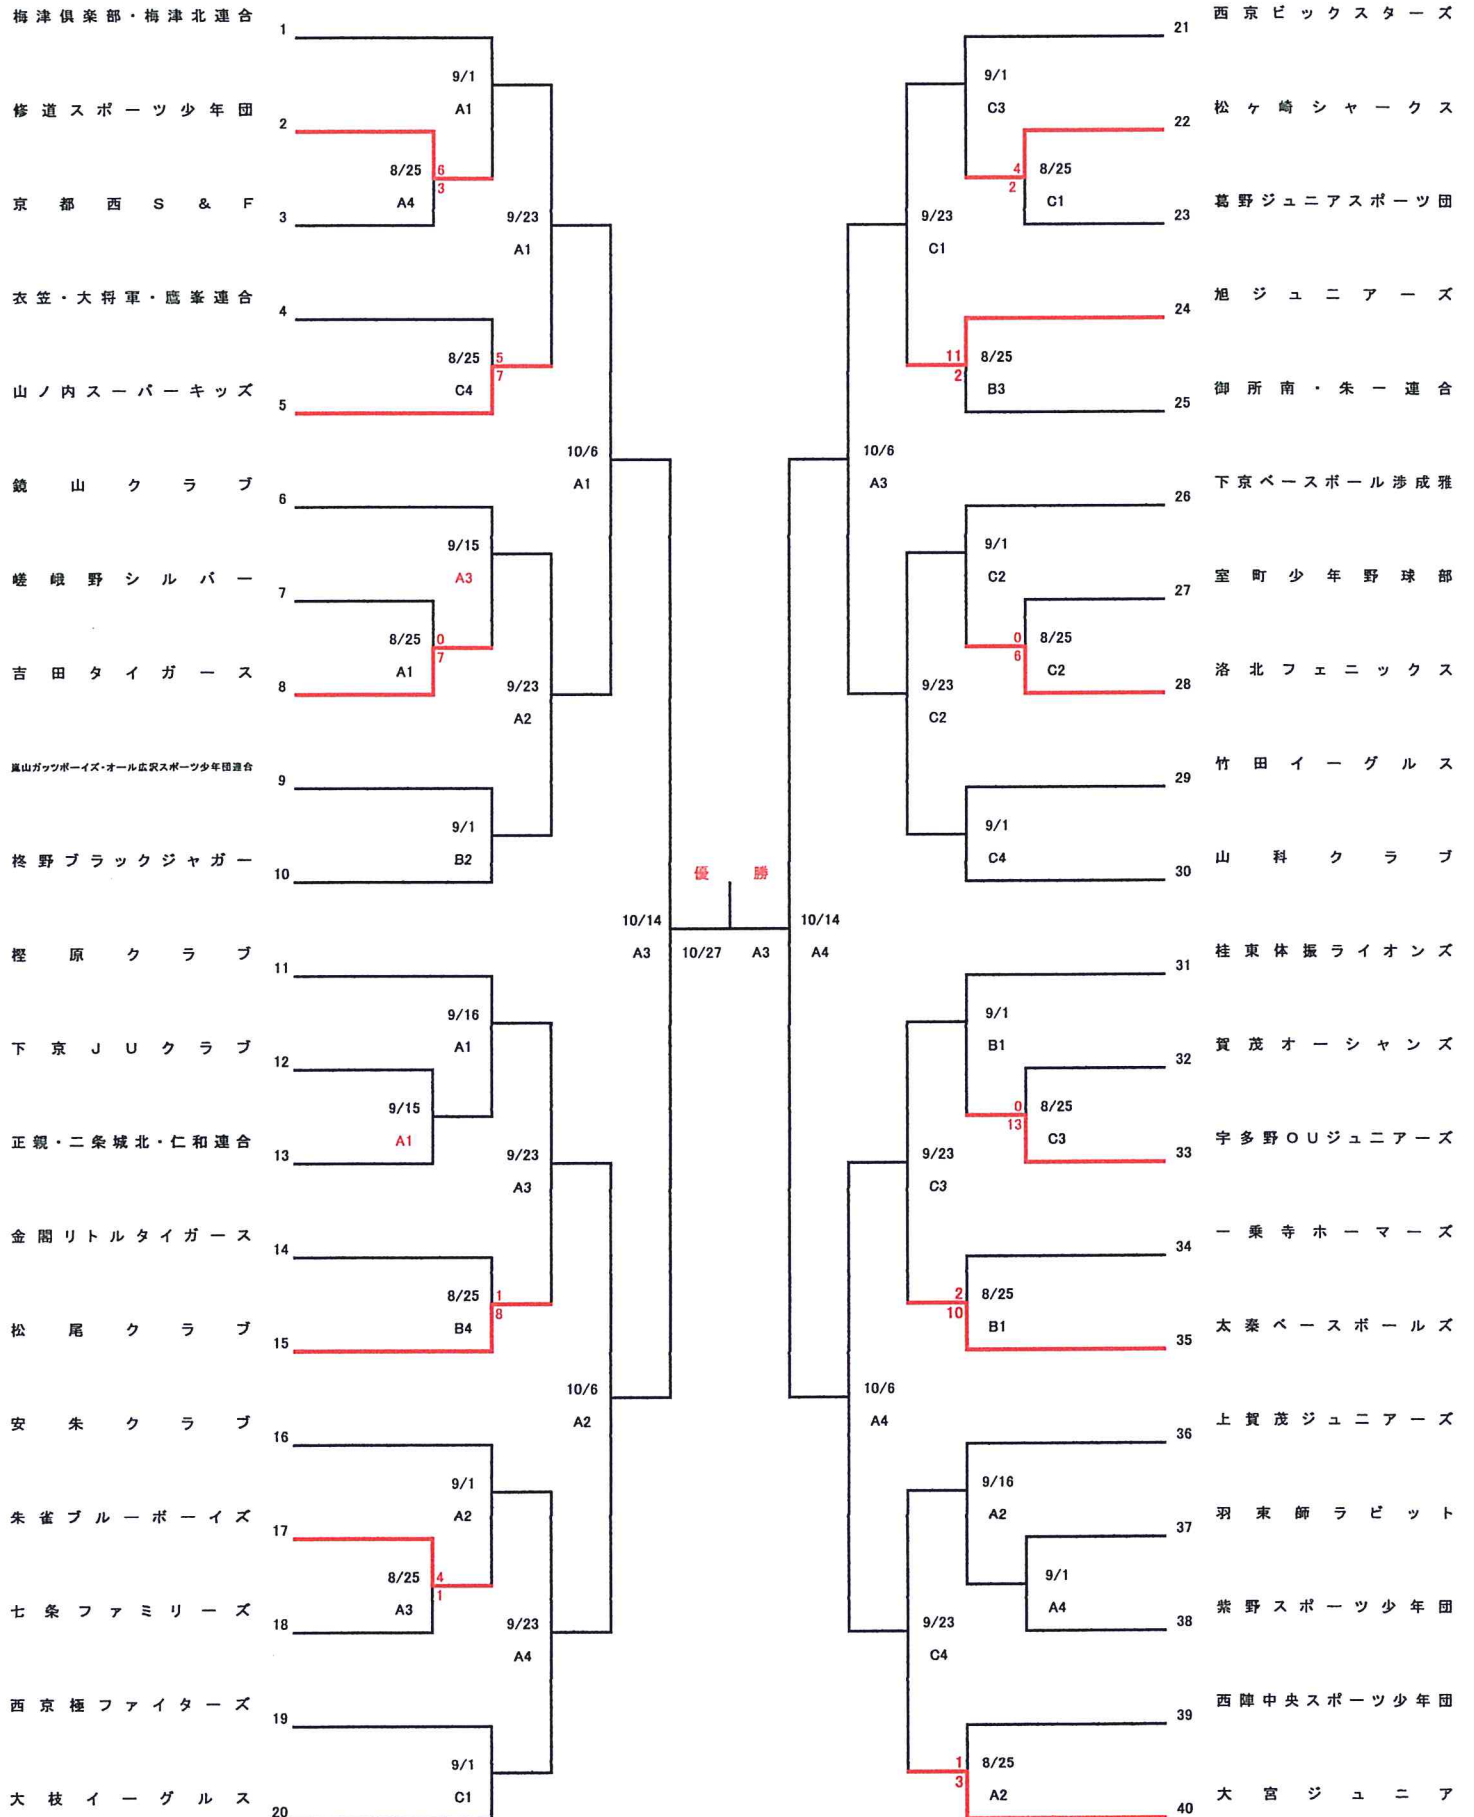 梅津倶楽部・梅津北連合
1
9/1
A1
修道スポーツ少年団
2
8/25
6
3
A4
京都西S&F
3
9/23
A1
衣笠・大将軍・鷹峯連合
4
8/25
5
7
C4
山ノ内スーパーキッズ
5
10/6
A1
鏡山クラブ
6
9/15
A3
嵯峨野シルバー
7
8/25
0
7
A1
吉田タイガース
8
9/23
A2
嵐山ガッツボーイズ・オール広沢スポーツ少年団連合
9
9/1
B2
柊野ブラックジャガー
10
10/14
A3
樫原クラブ
11
9/16
A1
下京JUクラブ
12
9/15
A1
正親・二条城北・仁和連合
13
9/23
A3
金閣リトルタイガース
14
8/25
1
8
B4
松尾クラブ
15
10/6
A2
安朱クラブ
16
9/1
A2
朱雀ブルーボーイズ
17
8/25
4
1
A3
七条ファミリーズ
18
9/23
A4
西京極ファイターズ
19
9/1
C1
大枝イーグルス
20
優勝
10/27
A3
西京ビックスターズ
21
9/1
C3
松ヶ崎シャークス
22
4
2
8/25
C1
葛野ジュニアスポーツ団
23
9/23
C1
旭ジュニアーズ
24
11
2
8/25
B3
御所南・朱一連合
25
10/6
A3
下京ベースボール渉成雅
26
9/1
C2
室町少年野球部
27
0
6
8/25
C2
洛北フェニックス
28
9/23
C2
竹田イーグルス
29
9/1
C4
山科クラブ
30
10/14
A4
桂東体振ライオンズ
31
9/1
B1
賀茂オーシャンズ
32
0
13
8/25
C3
宇多野OUジュニアーズ
33
9/23
C3
一乗寺ホーマーズ
34
2
10
8/25
B1
太秦ベースボールズ
35
10/6
A4
上賀茂ジュニアーズ
36
9/16
A2
羽束師ラビット
37
9/1
A4
紫野スポーツ少年団
38
9/23
C4
西陣中央スポーツ少年団
39
1
3
8/25
A2
大宮ジュニア
40